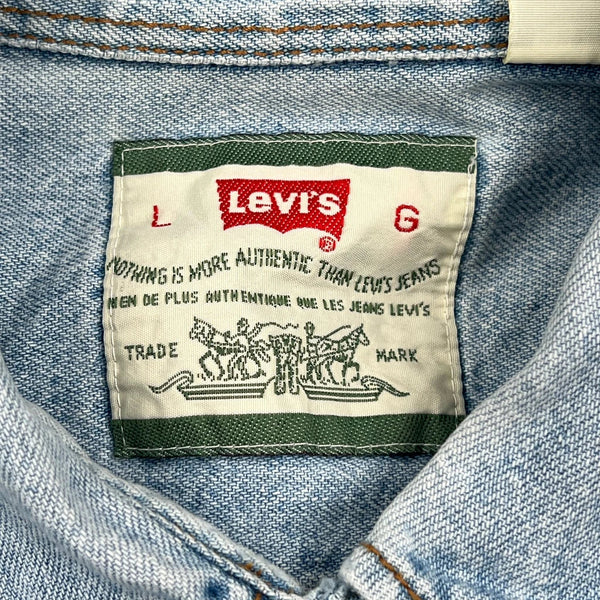 L LEVI'S G
®
NOTHING IS MORE AUTHENTIC THAN LEVI'S JEANS
RIEN DE PLUS AUTHENTIQUE QUE LES JEANS LEVI'S
TRADE MARK